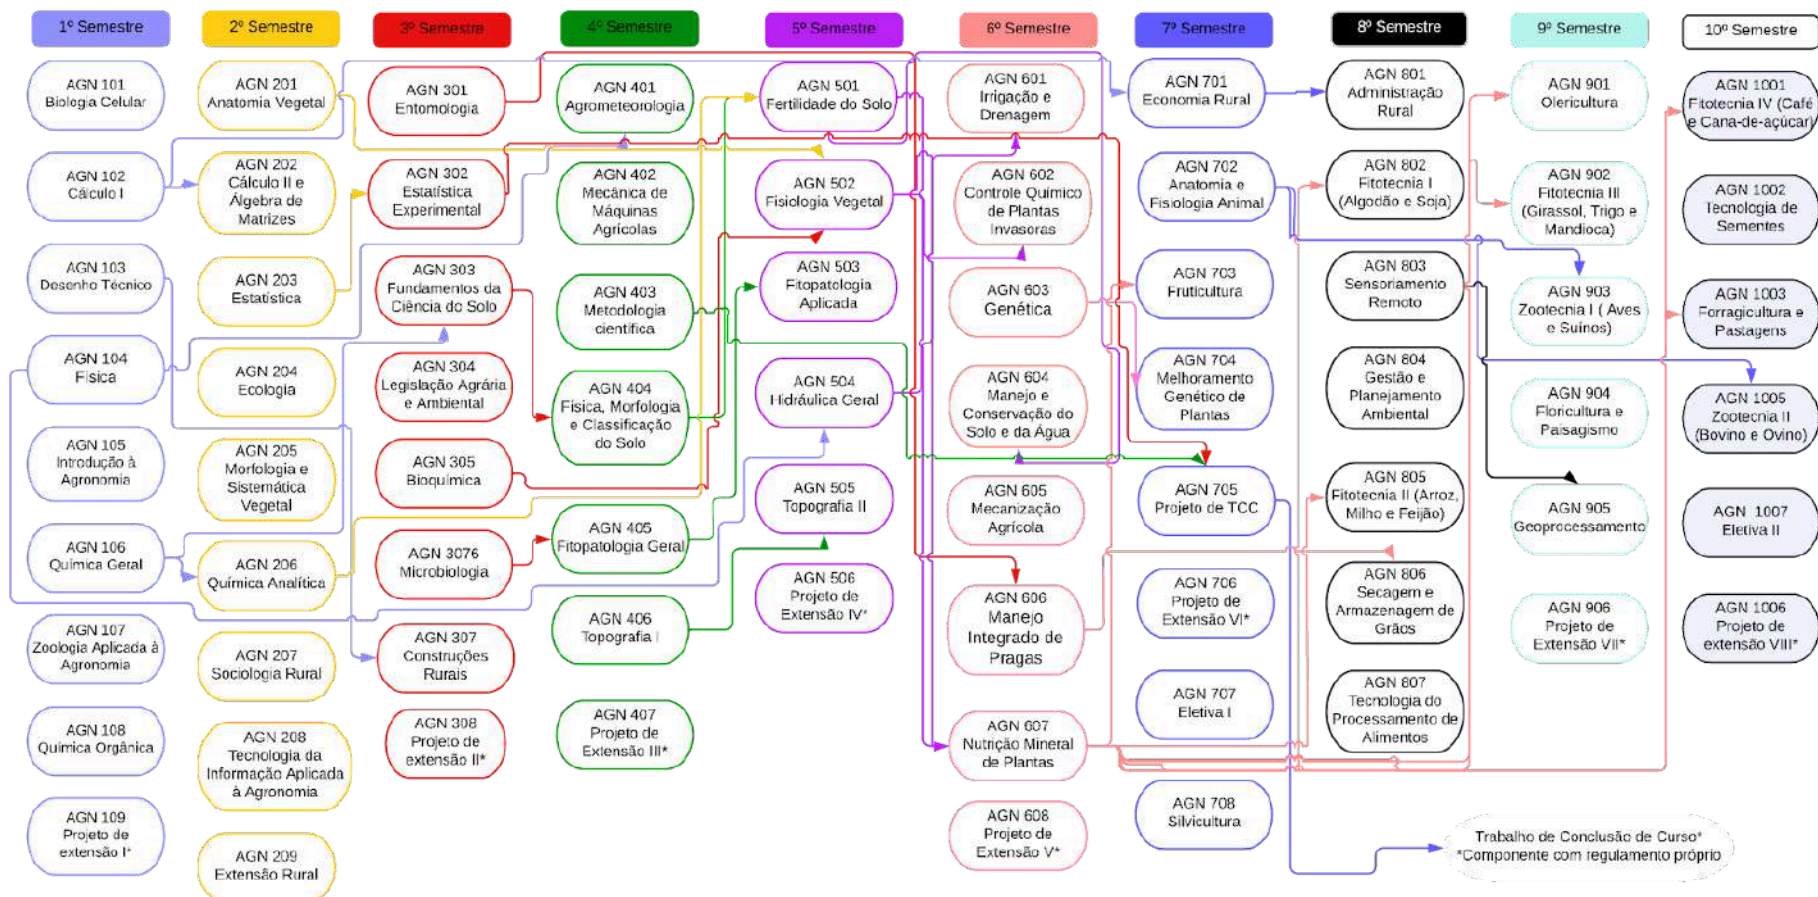 1º Semestre
AGN 101
Biologia Celular
AGN 102
Cálculo I
AGN 103
Desenho Técnico
AGN 104
Física
AGN 105
Introdução à
Agronomia
AGN 106
Química Geral
AGN 107
Zoologia Aplicada à
Agronomia
AGN 108
Química Orgânica
AGN 109
Projeto de
extensão I*
2º Semestre
AGN 201
Anatomia Vegetal
AGN 202
Cálculo II e
Álgebra de
Matrizes
AGN 203
Estatística
AGN 204
Ecologia
AGN 205
Morfologia e
Sistemática
Vegetal
AGN 206
Química Analítica
AGN 207
Sociologia Rural
AGN 208
Tecnologia da
Informação Aplicada
à Agronomia
AGN 209
Extensão Rural
3º Semestre
AGN 301
Entomologia
AGN 302
Estatística
Experimental
AGN 303
Fundamentos da
Ciência do Solo
AGN 304
Legislação Agrária
e Ambiental
AGN 305
Bioquímica
AGN 3076
Microbiologia
AGN 307
Construções
Rurais
AGN 308
Projeto de
extensão II*
4º Semestre
AGN 401
Agrometeorologia
AGN 402
Mecânica de
Máquinas
Agrícolas
AGN 403
Metodologia
científica
AGN 404
Física, Morfologia
e Classificação
do Solo
AGN 405
Fitopatologia Geral
AGN 406
Topografia I
AGN 407
Projeto de
Extensão III*
5º Semestre
AGN 501
Fertilidade do Solo
AGN 502
Fisiologia Vegetal
AGN 503
Fitopatologia
Aplicada
AGN 504
Hidráulica Geral
AGN 505
Topografia II
AGN 506
Projeto de
Extensão IV*
6º Semestre
AGN 601
Irrigação e
Drenagem
AGN 602
Controle Químico
de Plantas
Invasoras
AGN 603
Genética
AGN 604
Manejo e
Conservação do
Solo e da Água
AGN 605
Mecanização
Agrícola
AGN 606
Manejo
Integrado de
Pragas
AGN 607
Nutrição Mineral
de Plantas
AGN 608
Projeto de
Extensão V*
7º Semestre
AGN 701
Economia Rural
AGN 702
Anatomia e
Fisiologia Animal
AGN 703
Fruticultura
AGN 704
Melhoramento
Genético de
Plantas
AGN 705
Projeto de TCC
AGN 706
Projeto de
Extensão VI*
AGN 707
Eletiva I
AGN 708
Silvicultura
8º Semestre
AGN 801
Administração
Rural
AGN 802
Fitotecnia I
(Algodão e Soja)
AGN 803
Sensoriamento
Remoto
AGN 804
Gestão e
Planejamento
Ambiental
AGN 805
Fitotecnia II (Arroz,
Milho e Feijão)
AGN 806
Secagem e
Armazenagem de
Grãos
AGN 807
Tecnologia do
Processamento de
Alimentos
9º Semestre
AGN 901
Olericultura
AGN 902
Fitotecnia III
(Girassol, Trigo e
Mandioca)
AGN 903
Zootecnia I ( Aves
e Suínos)
AGN 904
Floricultura e
Paisagismo
AGN 905
Geoprocessamento
AGN 906
Projeto de
Extensão VII*
10º Semestre
AGN 1001
Fitotecnia IV (Café
e Cana-de-açúcar)
AGN 1002
Tecnologia de
Sementes
AGN 1003
Forragicultura e
Pastagens
AGN 1005
Zootecnia II
(Bovino e Ovino)
AGN 1007
Eletiva II
AGN 1006
Projeto de
extensão VIII*
Trabalho de Conclusão de Curso*
*Componente com regulamento próprio